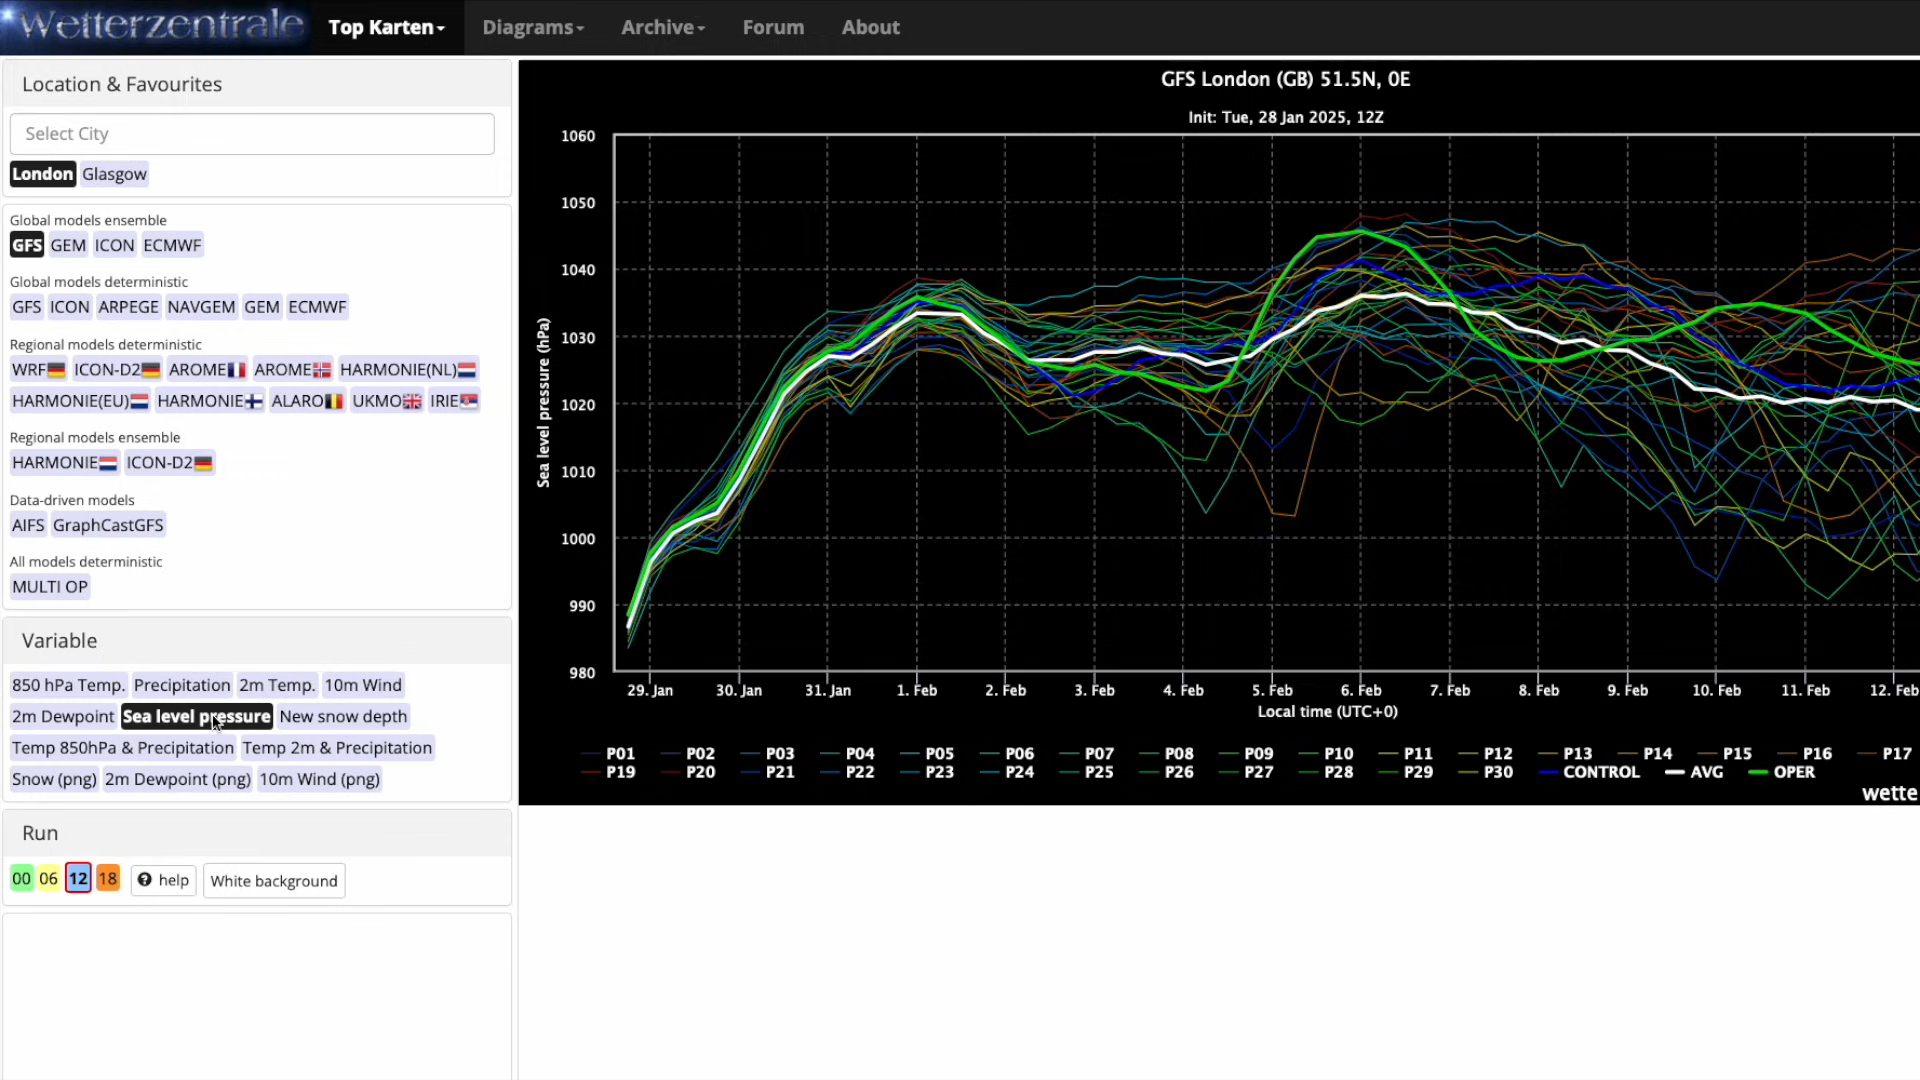 Wetterzentrale Top Karten Diagrams Archive Forum About
Location & Favourites
Select City
London Glasgow
Global models ensemble
GFS GEM ICON ECMWF
Global models deterministic
GFS ICON ARPEGE NAVGEM GEM ECMWF
Regional models deterministic
WRF ICON-D2 AROME AROME HARMONIE(NL)
HARMONIE(EU) HARMONIE ALARO UKMO IRIE
Regional models ensemble
HARMONIE ICON-D2
Data-driven models
AIFS GraphCastGFS
All models deterministic
MULTI OP
Variable
850 hPa Temp. Precipitation 2m Temp. 10m Wind
2m Dewpoint Sea level pressure New snow depth
Temp 850hPa & Precipitation Temp 2m & Precipitation
Snow (png) 2m Dewpoint (png) 10m Wind (png)
Run
00 06 12 18 help White background
GFS London (GB) 51.5N, 0E
Init: Tue, 28 Jan 2025, 12Z
1060
1050
1040
1030
1020
1010
1000
990
980
Sea level pressure (hPa)
29. Jan 30. Jan 31. Jan 1. Feb 2. Feb 3. Feb 4. Feb 5. Feb 6. Feb 7. Feb 8. Feb 9. Feb 10. Feb 11. Feb 12. Feb
Local time (UTC+0)
P01 P02 P03 P04 P05 P06 P07 P08 P09 P10 P11 P12 P13 P14 P15 P16 P17
P19 P20 P21 P22 P23 P24 P25 P26 P27 P28 P29 P30 CONTROL AVG OPER
wette